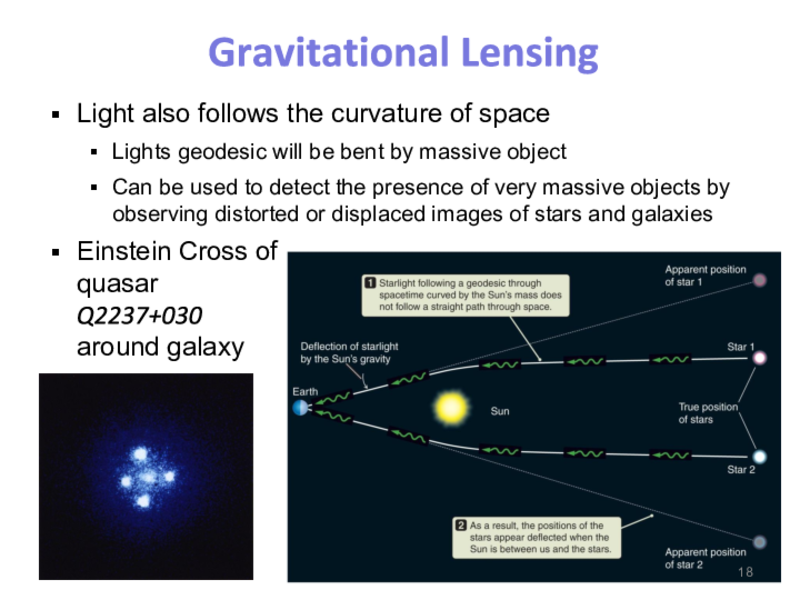 Gravitational Lensing
▪ Light also follows the curvature of space
▪ Lights geodesic will be bent by massive object
▪ Can be used to detect the presence of very massive objects by
observing distorted or displaced images of stars and galaxies
▪ Einstein Cross of
quasar
Q2237+030
around galaxy
Apparent position
of star 1
1 Starlight following a geodesic through
spacetime curved by the Sun's mass does
not follow a straight path through space.
Deflection of starlight
by the Sun's gravity
Star 1
Earth
Sun
True position
of stars
Star 2
2 As a result, the positions of the
stars appear deflected when the
Sun is between us and the stars.
Apparent position
of star 2
18